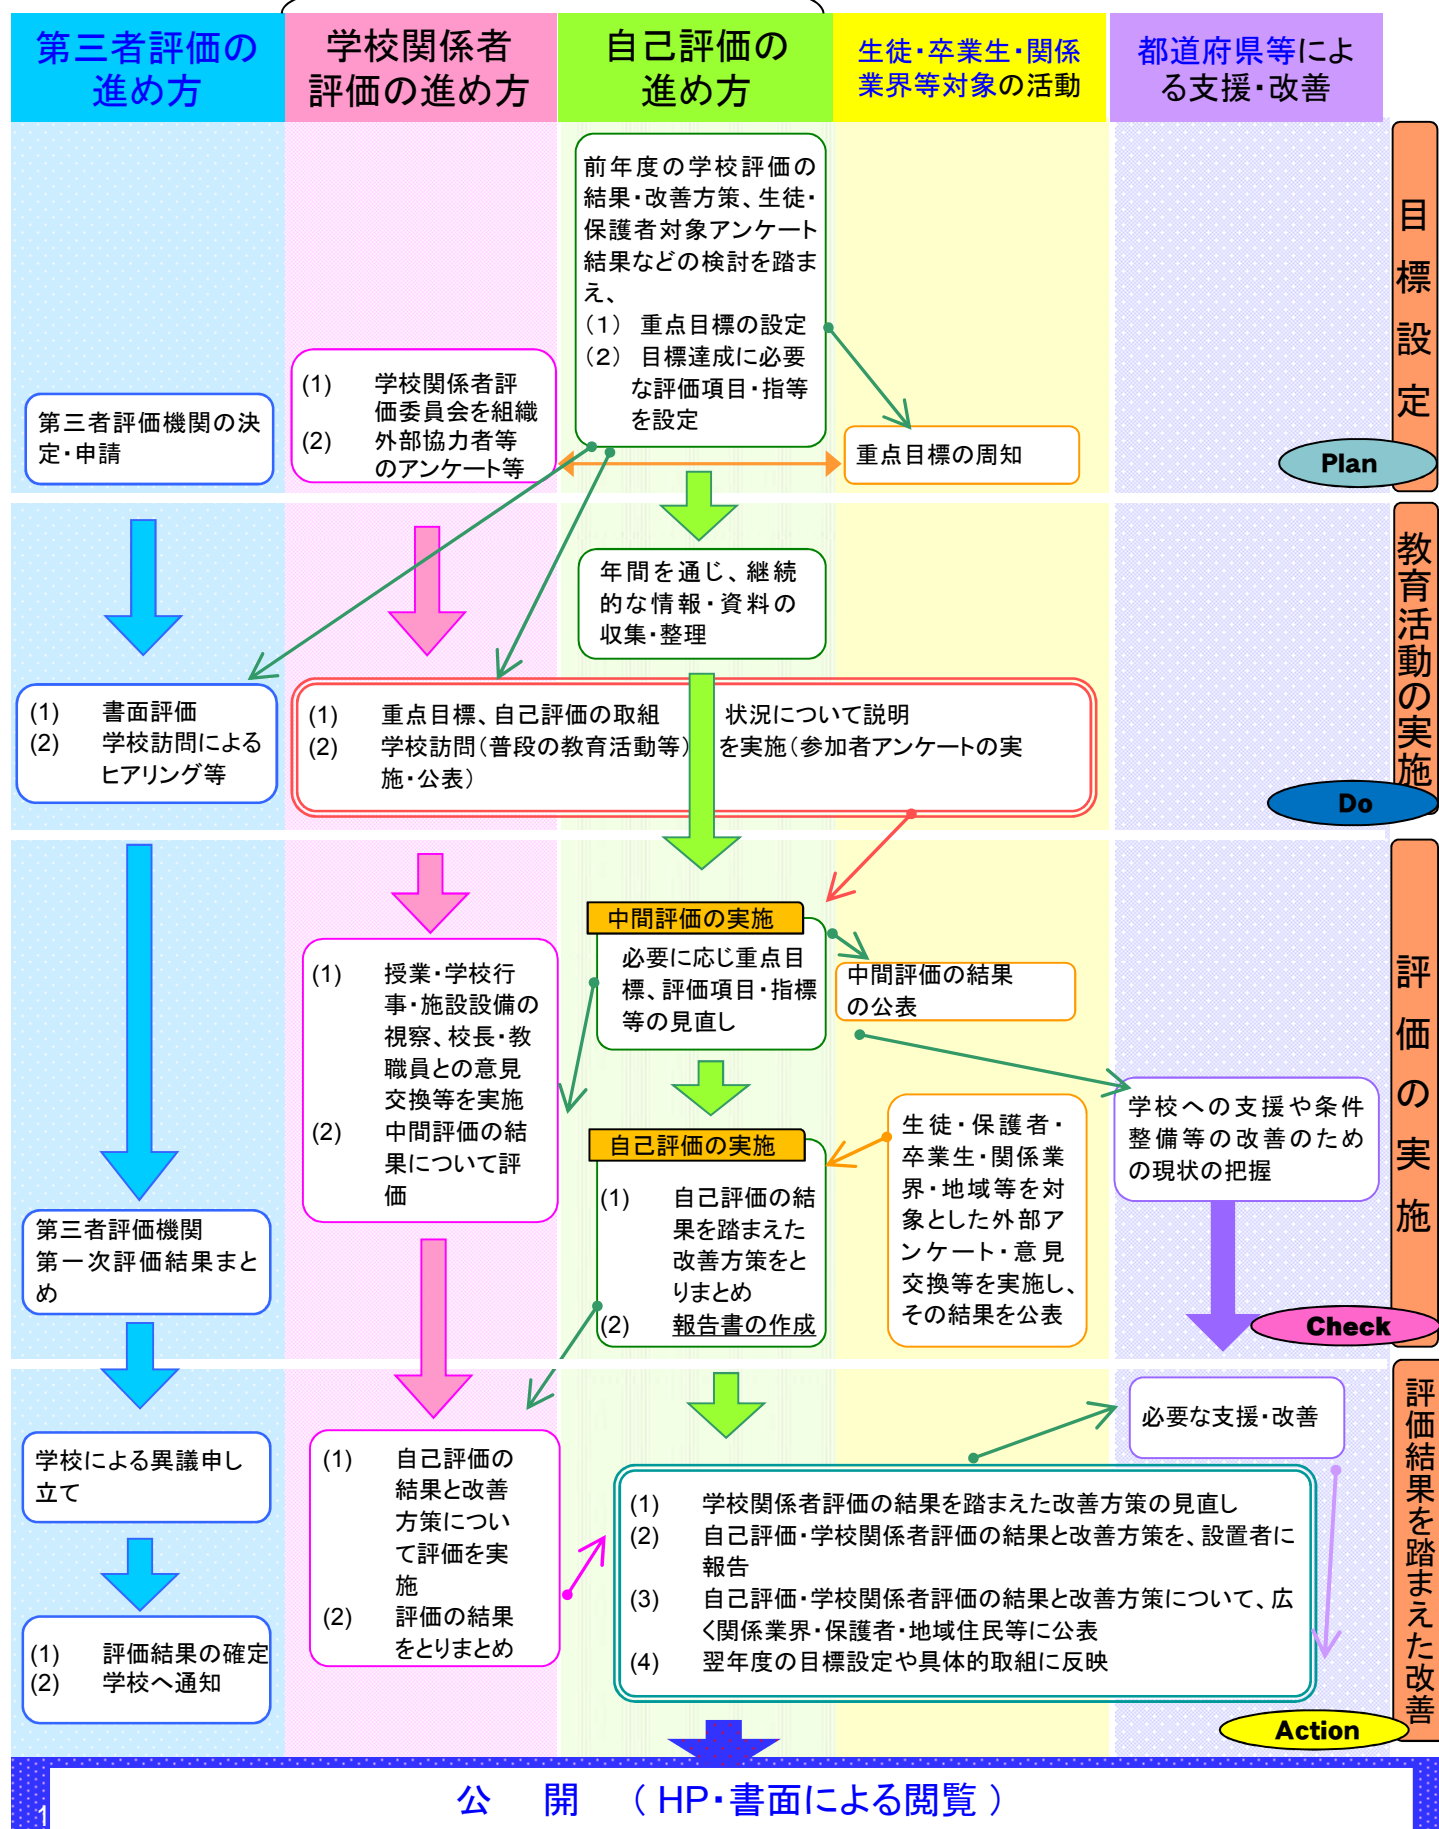 第三者評価の
進め方
学校関係者
評価の進め方
自己評価の
進め方
生徒・卒業生・関係
業界等対象の活動
都道府県等によ
る支援・改善
目標設定
Plan
前年度の学校評価の
結果・改善方策、生徒・
保護者対象アンケート
結果などの検討を踏ま
え、
（１） 重点目標の設定
（２） 目標達成に必要
な評価項目・指等
を設定
(1) 学校関係者評
価委員会を組織
(2) 外部協力者等
のアンケート等
第三者評価機関の決
定・申請
重点目標の周知
教育活動の実施
Do
年間を通じ、継続
的な情報・資料の
収集・整理
(1) 書面評価
(2) 学校訪問による
ヒアリング等
(1) 重点目標、自己評価の取組 状況について説明
(2) 学校訪問（普段の教育活動等） を実施（参加者アンケートの実
施・公表）
評価の実施
Check
中間評価の実施
必要に応じ重点目
標、評価項目・指標
等の見直し
中間評価の結果
の公表
(1) 授業・学校行
事・施設設備の
視察、校長・教
職員との意見
交換等を実施
(2) 中間評価の結
果について評
価
学校への支援や条件
整備等の改善のため
の現状の把握
自己評価の実施
(1) 自己評価の結
果を踏まえた
改善方策をと
りまとめ
(2) 報告書の作成
生徒・保護者・
卒業生・関係業
界・地域等を対
象とした外部ア
ンケート・意見
交換等を実施し、
その結果を公表
第三者評価機関
第一次評価結果まと
め
評価結果を踏まえた改善
Action
学校による異議申し
立て
(1) 自己評価の
結果と改善
方策につい
て評価を実
施
(2) 評価の結果
をとりまとめ
必要な支援・改善
(1) 学校関係者評価の結果を踏まえた改善方策の見直し
(2) 自己評価・学校関係者評価の結果と改善方策を、設置者に
報告
(3) 自己評価・学校関係者評価の結果と改善方策について、広
く関係業界・保護者・地域住民等に公表
(4) 翌年度の目標設定や具体的取組に反映
(1) 評価結果の確定
(2) 学校へ通知
公 開 （ HP・書面による閲覧 ）
1